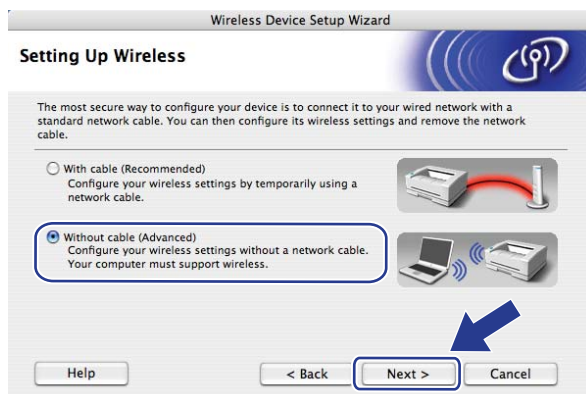 Wireless Device Setup Wizard
Setting Up Wireless
The most secure way to configure your device is to connect it to your wired network with a
standard network cable. You can then configure its wireless settings and remove the network
cable.
With cable (Recommended)
Configure your wireless settings by temporarily using a
network cable.
Without cable (Advanced)
Configure your wireless settings without a network cable.
Your computer must support wireless.
Help
< Back
Next >
Cancel